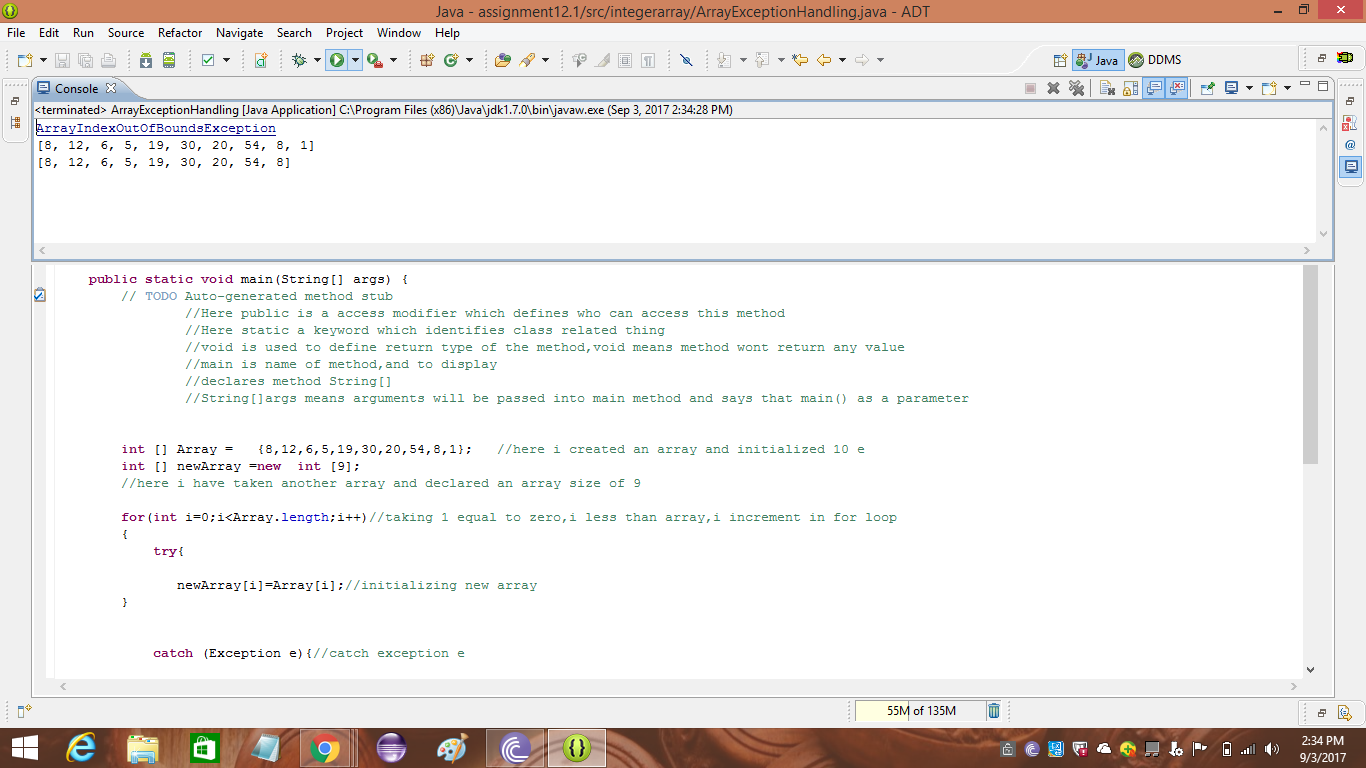 Java - assignment12.1/src/integerarray/ArrayExceptionHandling.java - ADT
File Edit Run Source Refactor Navigate Search Project Window Help
Java DDMS
Console
<terminated> ArrayExceptionHandling [Java Application] C:\Program Files (x86)\Java\jdk1.7.0\bin\javaw.exe (Sep 3, 2017 2:34:28 PM)
ArrayIndexOutOfBoundsException
[8, 12, 6, 5, 19, 30, 20, 54, 8, 1]
[8, 12, 6, 5, 19, 30, 20, 54, 8]
public static void main(String[] args) {
// TODO Auto-generated method stub
//Here public is a access modifier which defines who can access this method
//Here static a keyword which identifies class related thing
//void is used to define return type of the method,void means method wont return any value
//main is name of method,and to display
//declares method String[]
//String[]args means arguments will be passed into main method and says that main() as a parameter
int [] Array =   {8,12,6,5,19,30,20,54,8,1};   //here i created an array and initialized 10 e
int [] newArray =new  int [9];
//here i have taken another array and declared an array size of 9
for(int i=0;i<Array.length;i++)//taking 1 equal to zero,i less than array,i increment in for loop
{
try{
newArray[i]=Array[i];//initializing new array
}
catch (Exception e){//catch exception e
55M of 135M
2:34 PM
9/3/2017